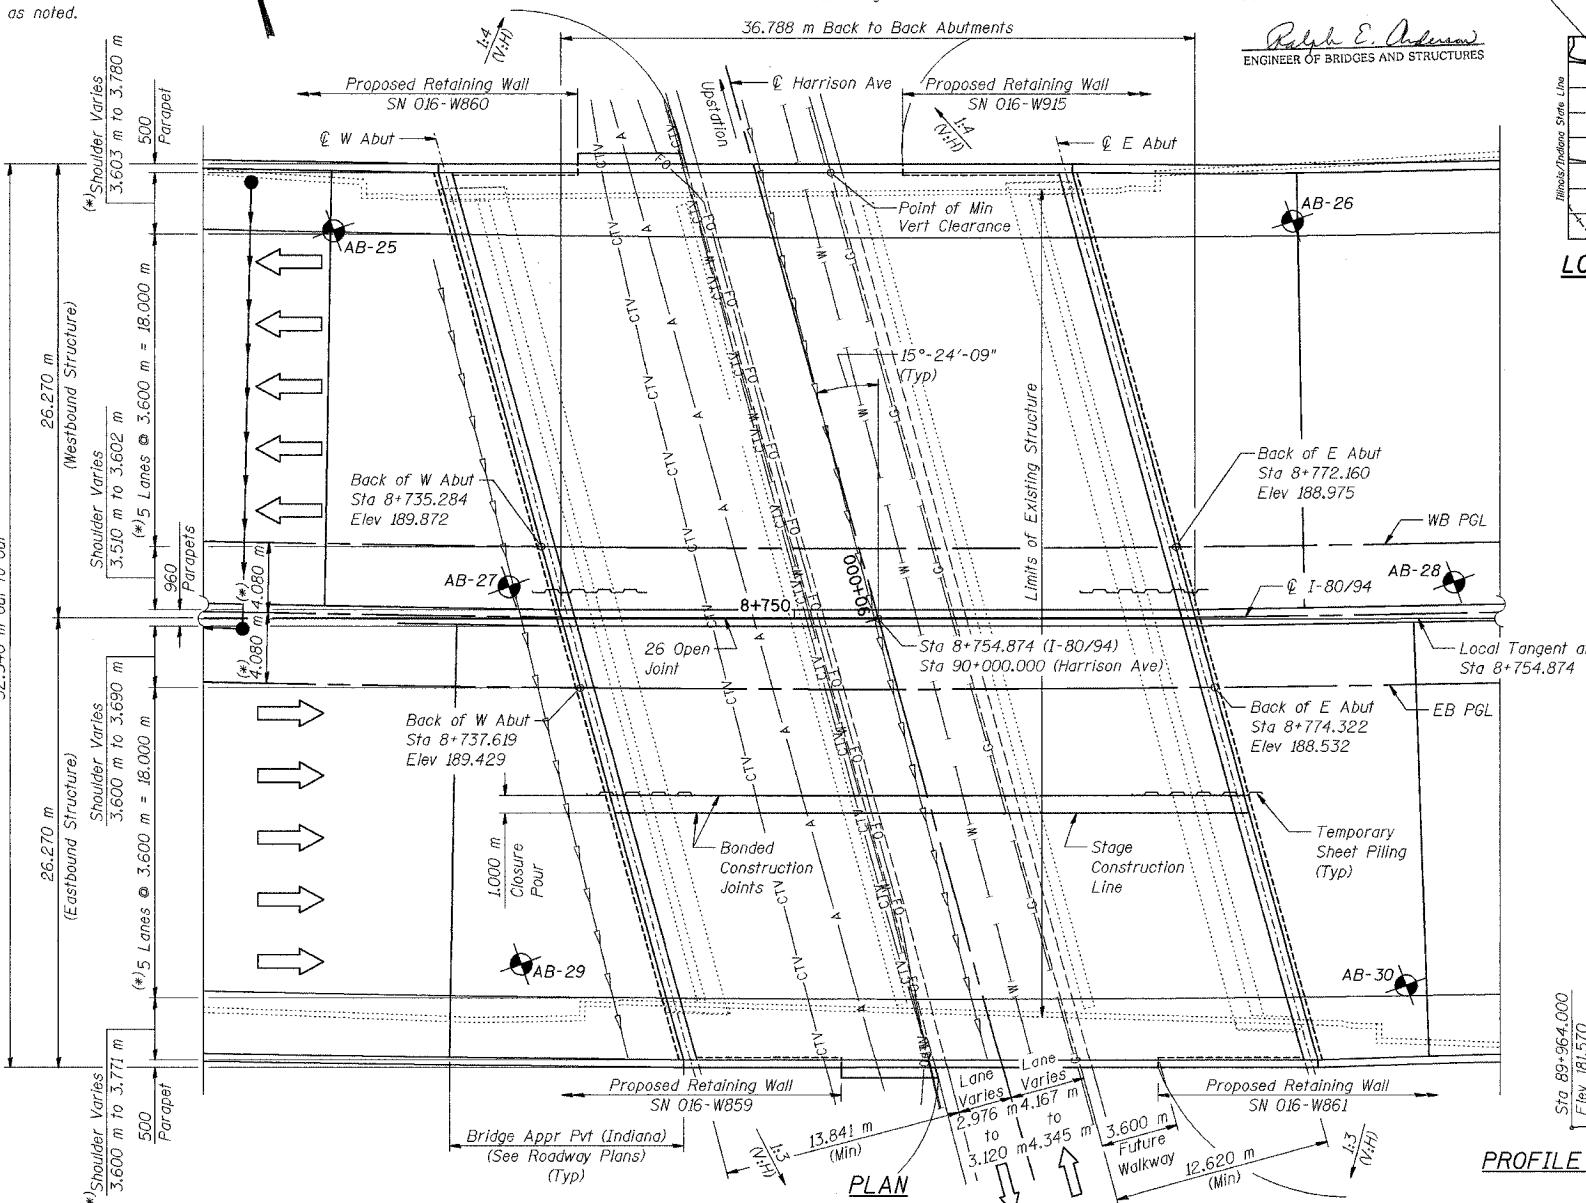 as noted.
36.788 m Back to Back Abutments
Ralph E. Anderson
ENGINEER OF BRIDGES AND STRUCTURES
1:4
(V:H)
Proposed Retaining Wall
SN 016-W860
Upstation
℄ Harrison Ave
Proposed Retaining Wall
SN 016-W915
1:4
(V:H)
Illinois/Indiana State Line
(*)Shoulder Varies
3.603 m to 3.780 m
500
Parapet
℄ W Abut
℄ E Abut
Point of Min
Vert Clearance
AB-25
AB-26
LO
26.270 m
(Westbound Structure)
(*)5 Lanes @ 3.600 m = 18.000 m
15°-24'-09"
(Typ)
Limits of Existing Structure
Shoulder Varies
3.510 m to 3.602 m
Back of W Abut
Sta 8+735.284
Elev 189.872
Back of E Abut
Sta 8+772.160
Elev 188.975
WB PGL
960
Parapets
(*)
4.080 m
(*)
4.080 m
AB-27
AB-28
8+750
90+000
℄ I-80/94
26 Open
Joint
Sta 8+754.874 (I-80/94)
Sta 90+000.000 (Harrison Ave)
Local Tangent a
Sta 8+754.874
26.270 m
(Eastbound Structure)
Shoulder Varies
3.600 m to 3.690 m
(*)5 Lanes @ 3.600 m = 18.000 m
Back of W Abut
Sta 8+737.619
Elev 189.429
Back of E Abut
Sta 8+774.322
Elev 188.532
EB PGL
1.000 m
Closure
Pour
Bonded
Construction
Joints
Stage
Construction
Line
Temporary
Sheet Piling
(Typ)
AB-29
AB-30
(*)Shoulder Varies
3.600 m to 3.771 m
500
Parapet
Proposed Retaining Wall
SN 016-W859
Bridge Appr Pvt (Indiana)
(See Roadway Plans)
(Typ)
1:3
(V:H)
13.841 m
(Min)
Lane
Varies
2.976 m
to
3.120 m
Lane
Varies
4.167 m
to
4.345 m
3.600 m
Future
Walkway
12.620 m
(Min)
Proposed Retaining Wall
SN 016-W861
1:3
(V:H)
Sta 89+964.000
Elev 181.570
PLAN
PROFILE